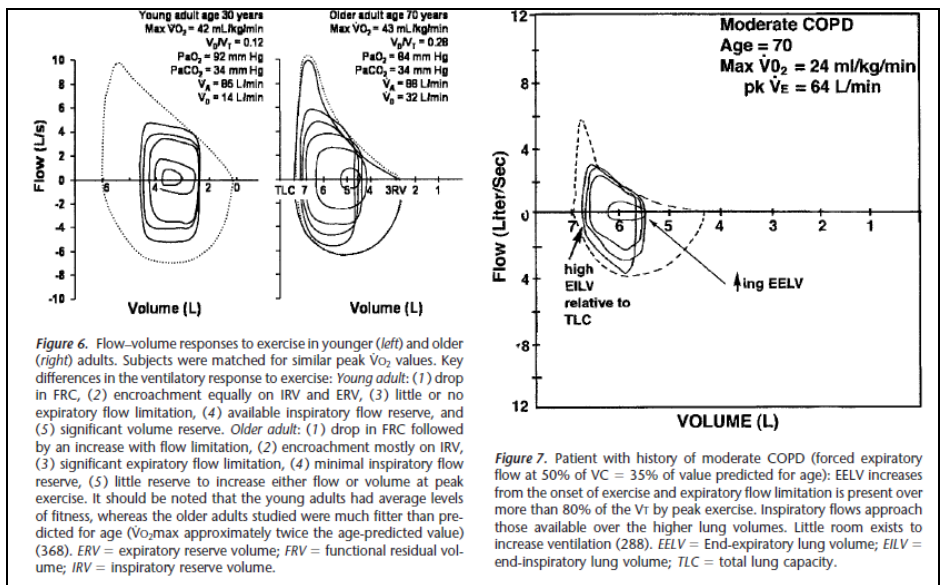 Young adult age 30 years
Max V̇O₂ = 42 mL/kg/min
V_D/V_T = 0.12
PaO₂ = 92 mm Hg
PaCO₂ = 34 mm Hg
V̇_A = 85 L/min
V̇_D = 14 L/min
10
8
6
4
2
0
-2
-4
-6
-8
-10
Flow (L/s)
6 4 2 0
Volume (L)
Older adult age 70 years
Max V̇O₂ = 43 mL/kg/min
V_D/V_T = 0.28
PaO₂ = 84 mm Hg
PaCO₂ = 34 mm Hg
V̇_A = 88 L/min
V̇_D = 32 L/min
TLC 7 6 5 4 3RV 2 1
Volume (L)
Figure 6. Flow–volume responses to exercise in younger (left) and older
(right) adults. Subjects were matched for similar peak V̇O₂ values. Key
differences in the ventilatory response to exercise: Young adult: (1) drop
in FRC, (2) encroachment equally on IRV and ERV, (3) little or no
expiratory flow limitation, (4) available inspiratory flow reserve, and
(5) significant volume reserve. Older adult: (1) drop in FRC followed
by an increase with flow limitation, (2) encroachment mostly on IRV,
(3) significant expiratory flow limitation, (4) minimal inspiratory flow
reserve, (5) little reserve to increase either flow or volume at peak
exercise. It should be noted that the young adults had average levels
of fitness, whereas the older adults studied were much fitter than pre-
dicted for age (V̇O₂max approximately twice the age-predicted value)
(368). ERV = expiratory reserve volume; FRV = functional residual vol-
ume; IRV = inspiratory reserve volume.
Moderate COPD
Age = 70
Max V̇O₂ = 24 ml/kg/min
pk V̇E = 64 L/min
12
8
4
0
4
8
12
Flow (Liter/Sec)
7 6 5 4 3 2 1
high
EILV
relative to
TLC
↑ing EELV
VOLUME (L)
Figure 7. Patient with history of moderate COPD (forced expiratory
flow at 50% of VC = 35% of value predicted for age): EELV increases
from the onset of exercise and expiratory flow limitation is present over
more than 80% of the VT by peak exercise. Inspiratory flows approach
those available over the higher lung volumes. Little room exists to
increase ventilation (288). EELV = End-expiratory lung volume; EILV =
end-inspiratory lung volume; TLC = total lung capacity.